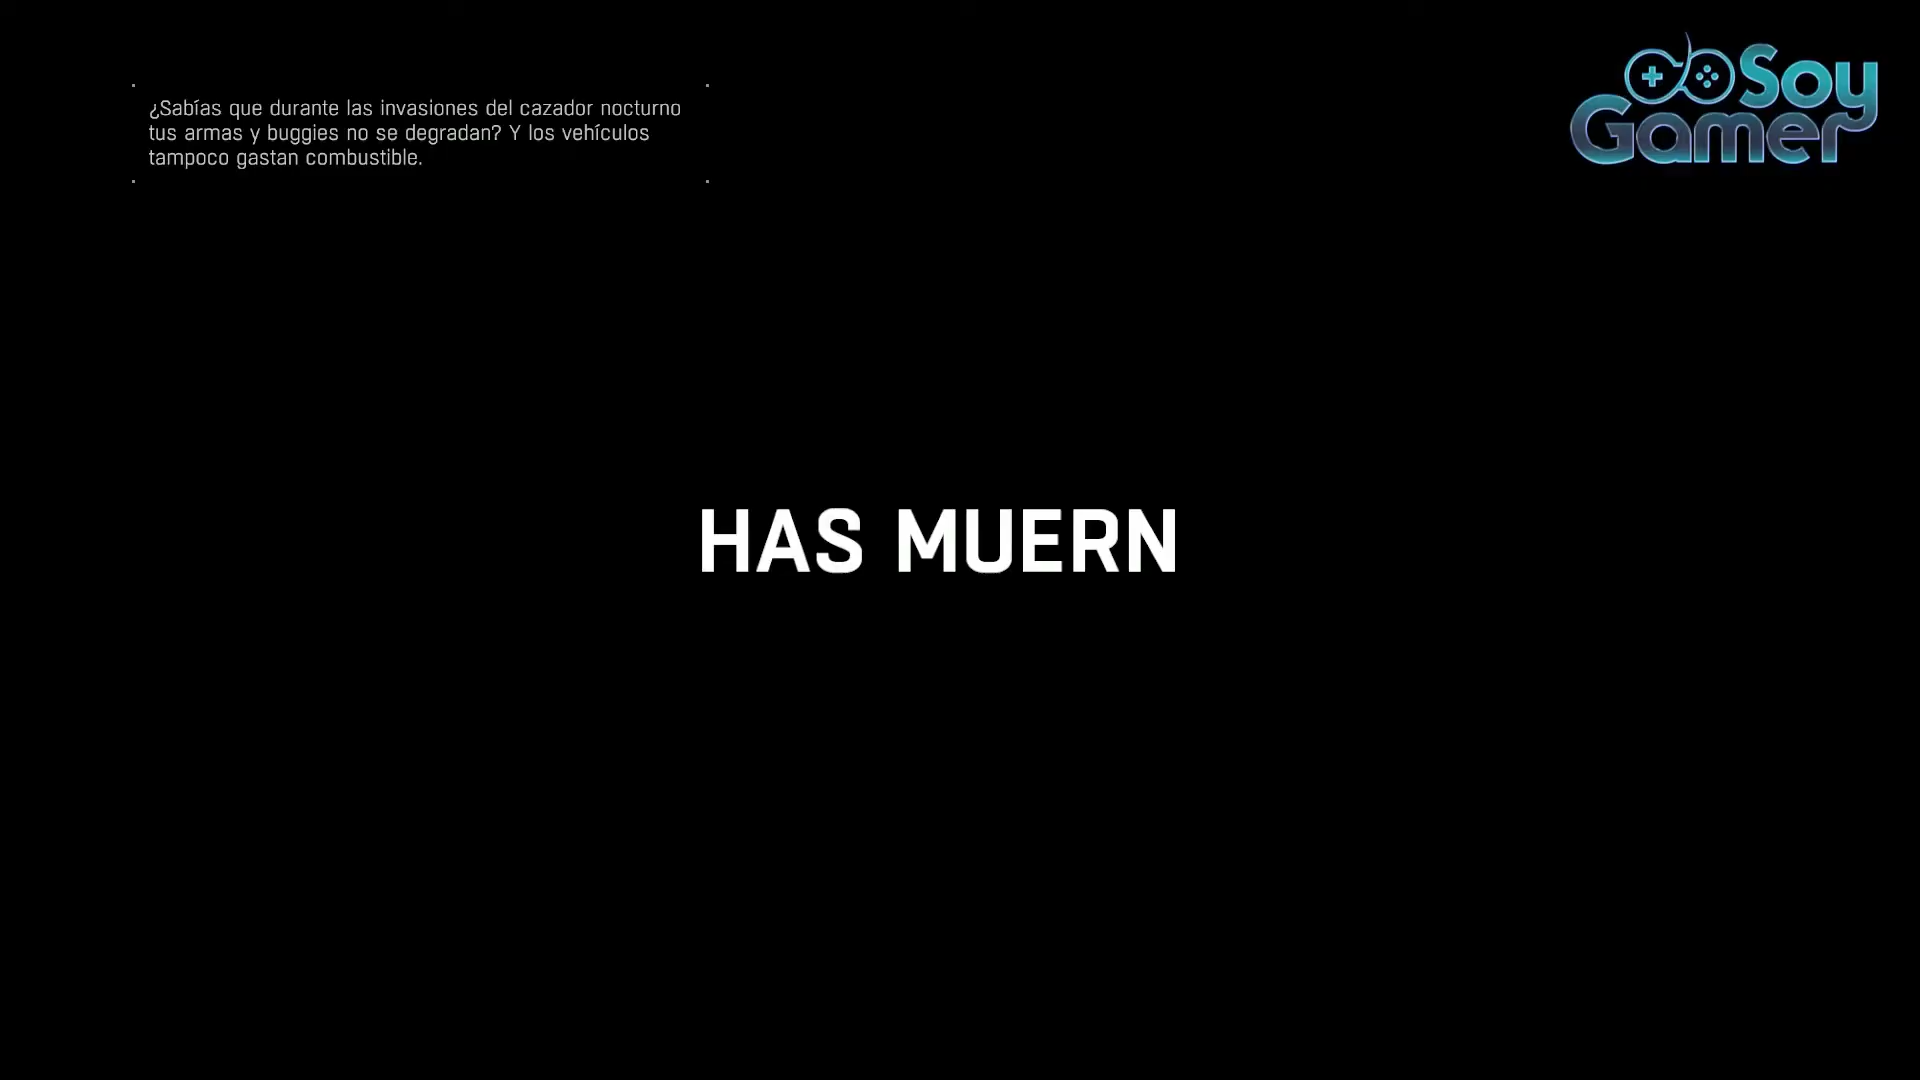 ¿Sabías que durante las invasiones del cazador nocturno
tus armas y buggies no se degradan? Y los vehículos
tampoco gastan combustible.
Soy
Gamer
HAS MUERN